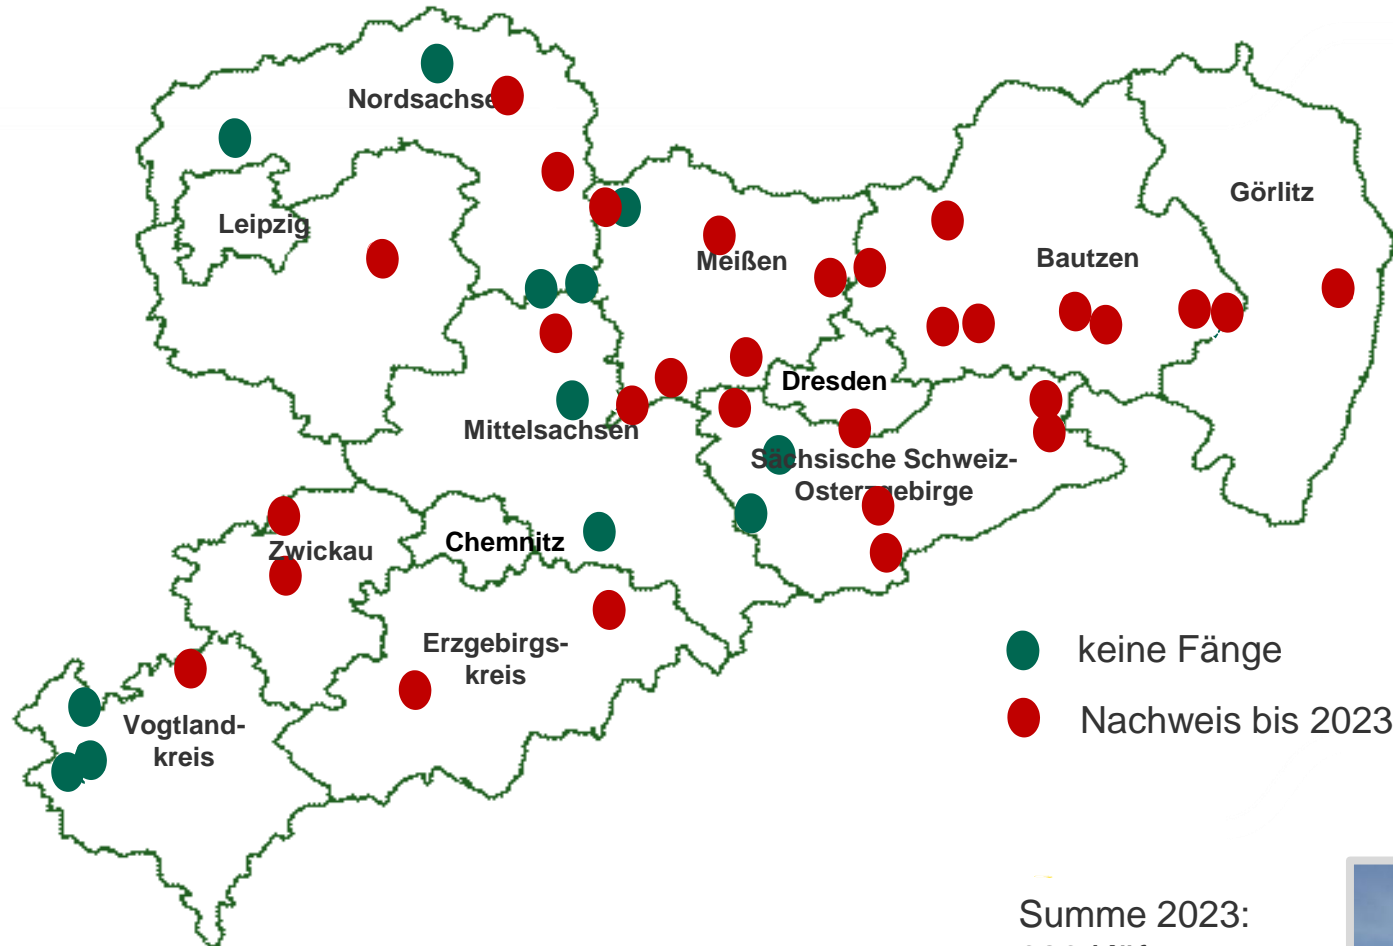 Nordsachse
Görlitz
Leipzig
Meißen
Bautzen
Dresden
Mittelsachsen
Sächsische Schweiz-
Osterzgebirge
Chemnitz
Zwickau
Erzgebirgs-
kreis
keine Fänge
Nachweis bis 2023
Vogtland-
kreis
Summe 2023: